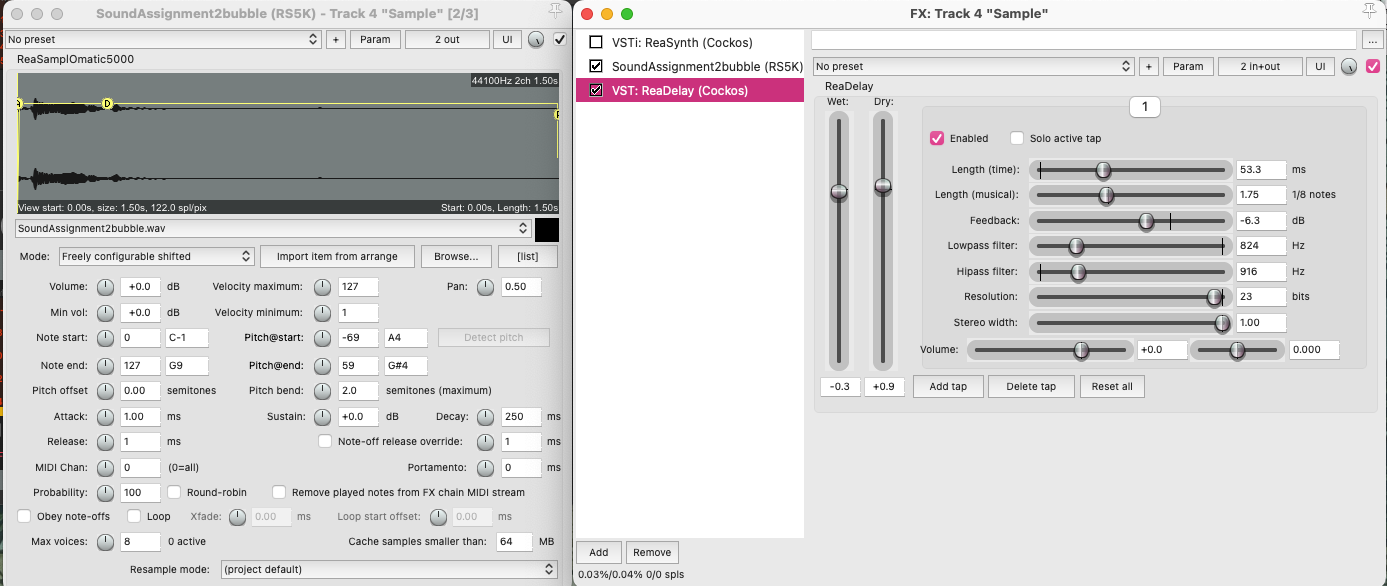 SoundAssignment2bubble (RS5K) - Track 4 "Sample" [2/3]
No preset + Param 2 out UI
ReaSamplOmatic5000
44100Hz 2ch 1.50s
A D
View start: 0.00s, size: 1.50s, 122.0 spl/pix Start: 0.00s, Length: 1.50s
SoundAssignment2bubble.wav
Mode: Freely configurable shifted Import item from arrange Browse... [list]
Volume: +0.0 dB Velocity maximum: 127 Pan: 0.50
Min vol: +0.0 dB Velocity minimum: 1
Note start: 0 C-1 Pitch@start: -69 A4 Detect pitch
Note end: 127 G9 Pitch@end: 59 G#4
Pitch offset 0.00 semitones Pitch bend: 2.0 semitones (maximum)
Attack: 1.00 ms Sustain: +0.0 dB Decay: 250 ms
Release: 1 ms Note-off release override: 1 ms
MIDI Chan: 0 (0=all) Portamento: 0 ms
Probability: 100 Round-robin Remove played notes from FX chain MIDI stream
Obey note-offs Loop Xfade: 0.00 ms Loop start offset: 0.00 ms
Max voices: 8 0 active Cache samples smaller than: 64 MB
Resample mode: (project default)
FX: Track 4 "Sample"
VSTi: ReaSynth (Cockos)
SoundAssignment2bubble (RS5K)
VST: ReaDelay (Cockos)
Add Remove
0.03%/0.04% 0/0 spls
...
No preset + Param 2 in+out UI
ReaDelay
Wet: Dry:
-0.3 +0.9
1
Enabled Solo active tap
Length (time): 53.3 ms
Length (musical): 1.75 1/8 notes
Feedback: -6.3 dB
Lowpass filter: 824 Hz
Hipass filter: 916 Hz
Resolution: 23 bits
Stereo width: 1.00
Volume: +0.0 0.000
Add tap Delete tap Reset all